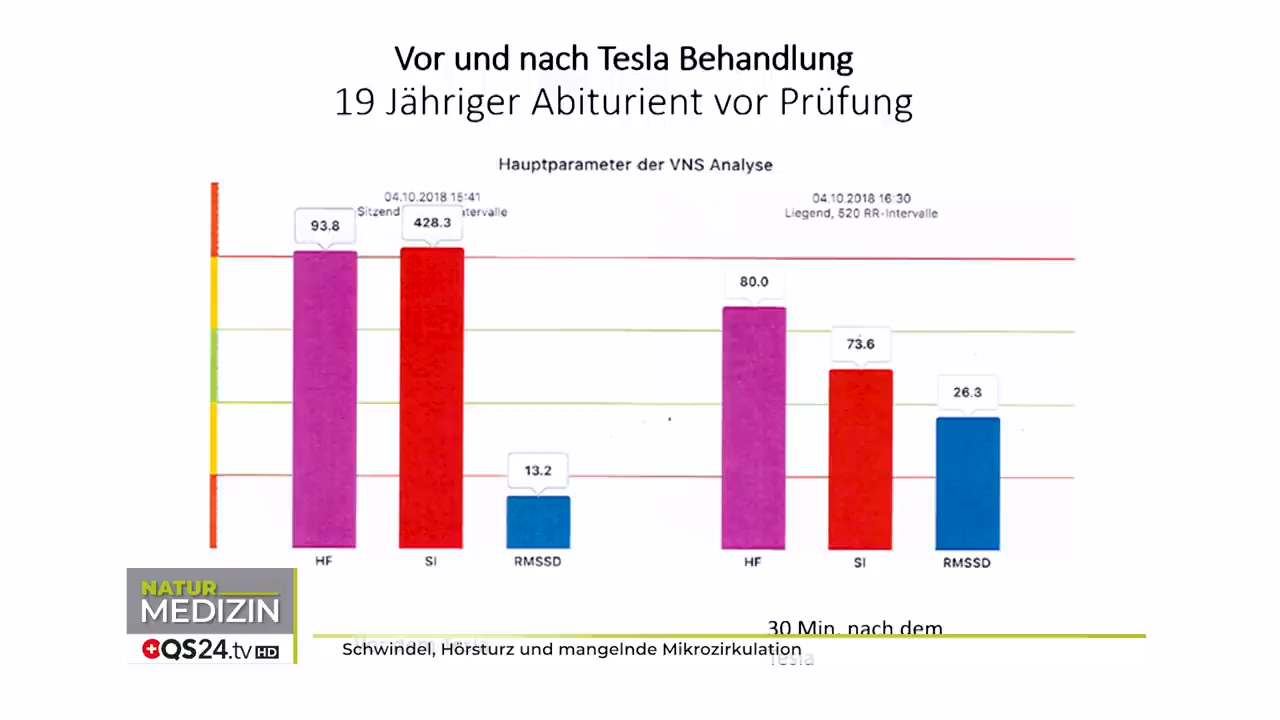 Vor und nach Tesla Behandlung
19 Jähriger Abiturient vor Prüfung
Hauptparameter der VNS Analyse
04.10.2018 15:41
Sitzend
04.10.2018 16:30
Liegend, 520 RR-Intervalle
93.8
428.3
13.2
80.0
73.6
26.3
HF
SI
RMSSD
HF
SI
RMSSD
30 Min. nach dem
Tesla
NATUR
MEDIZIN
QS24.tv HD
Schwindel, Hörsturz und mangelnde Mikrozirkulation